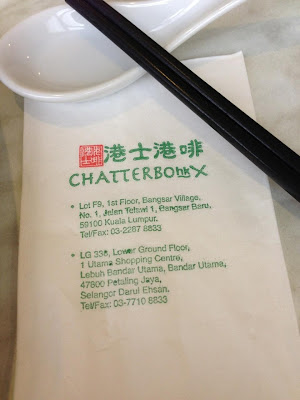 港士港啡
CHATTERBOhkX
• Lot F9, 1st Floor, Bangsar Village,
No. 1, Jalan Telawi 1, Bangsar Baru,
59100 Kuala Lumpur.
Tel/Fax: 03-2287 8833
• LG 338, Lower Ground Floor,
1 Utama Shopping Centre,
Lebuh Bandar Utama, Bandar Utama,
47800 Petaling Jaya,
Selangor Darul Ehsan.
Tel/Fax: 03-7710 8833